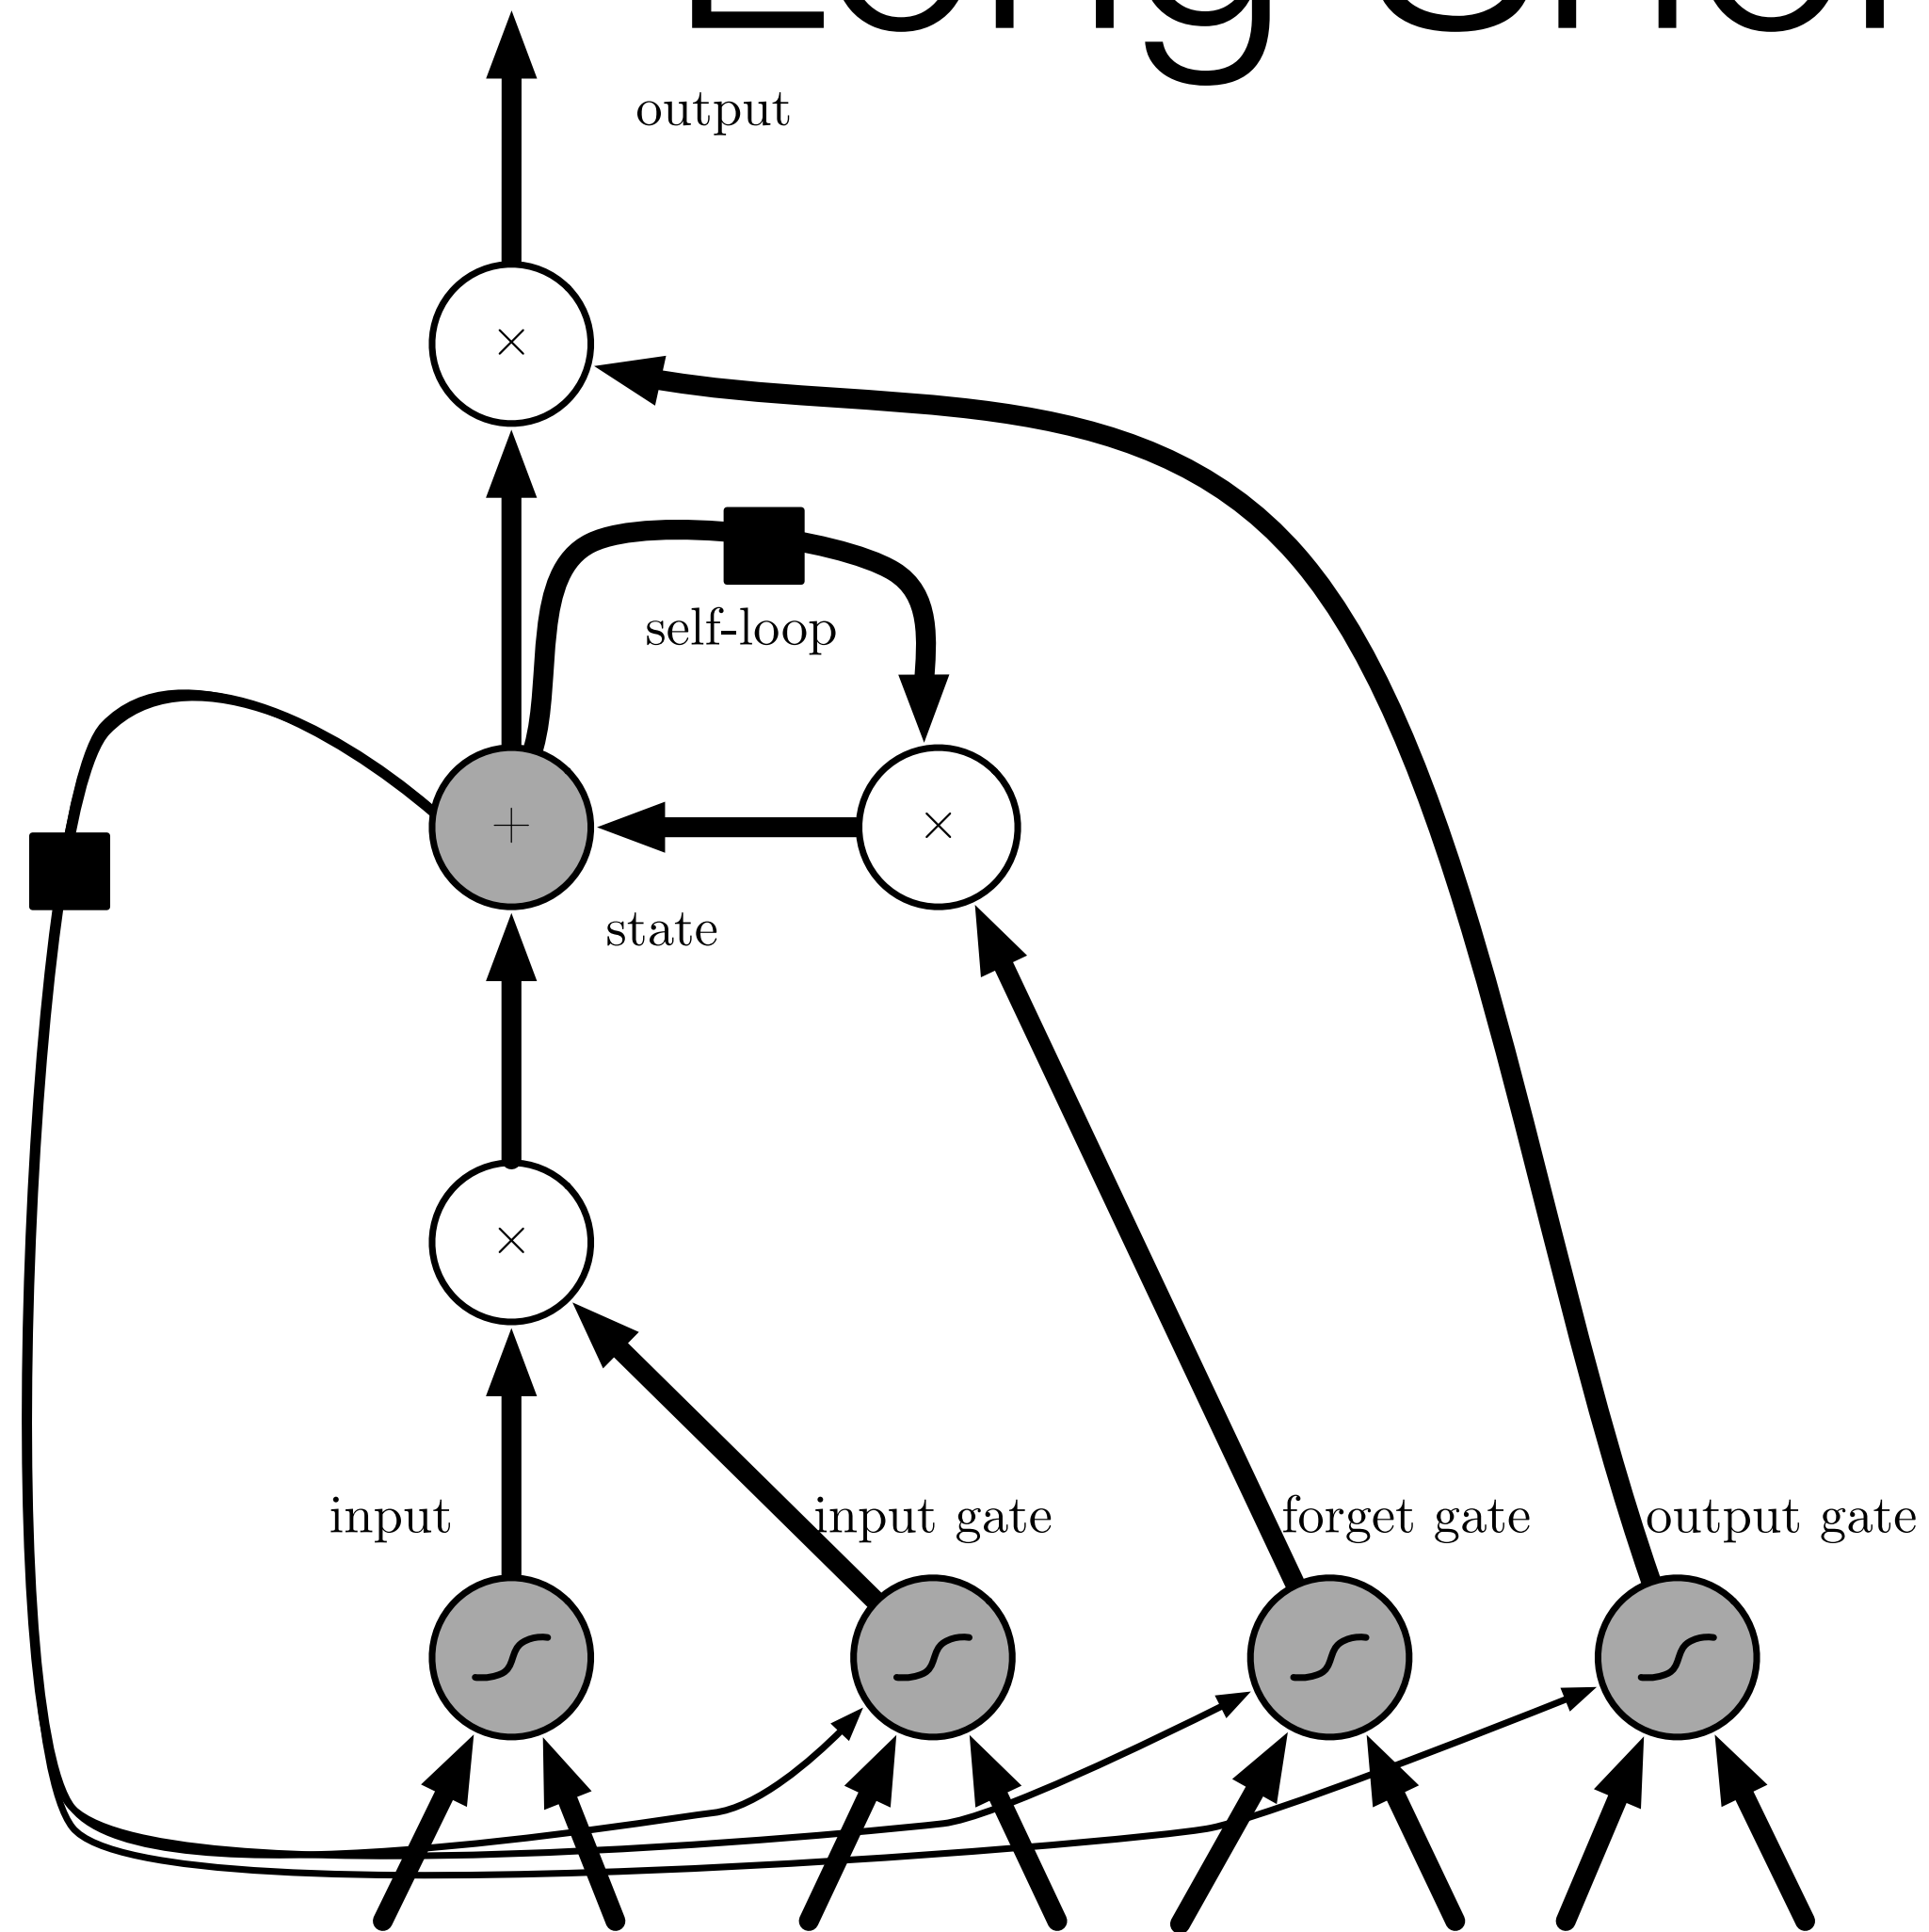 output
×
self-loop
+ ×
state
×
input input gate forget gate output gate